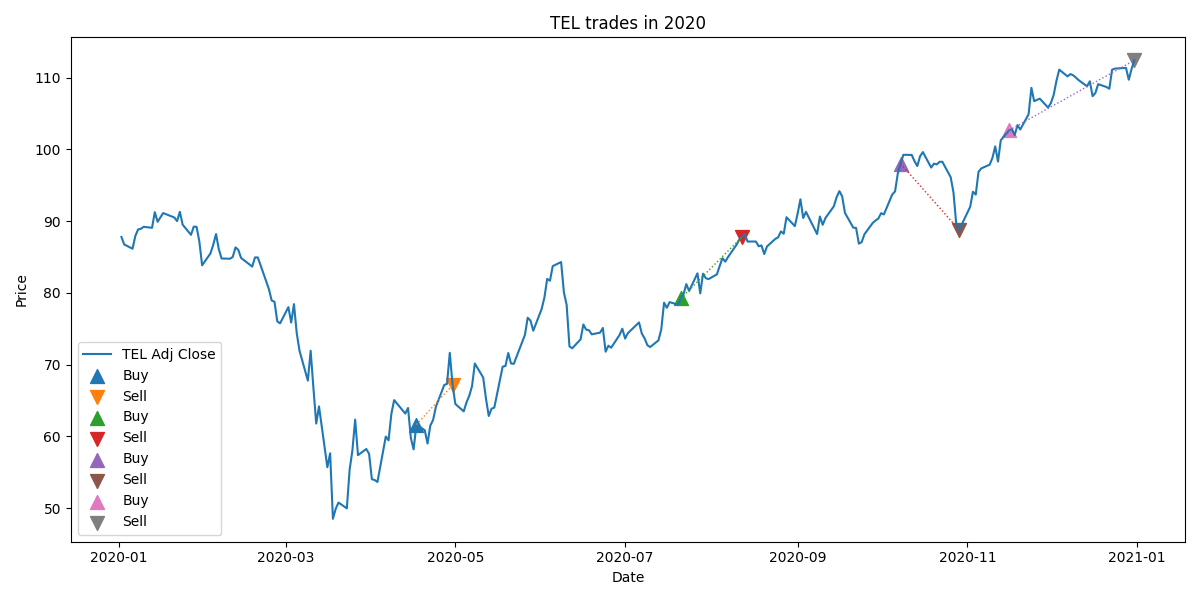 TEL trades in 2020
Price
110
100
90
80
70
60
50
TEL Adj Close
Buy
Sell
Buy
Sell
Buy
Sell
Buy
Sell
2020-01
2020-03
2020-05
2020-07
2020-09
2020-11
2021-01
Date